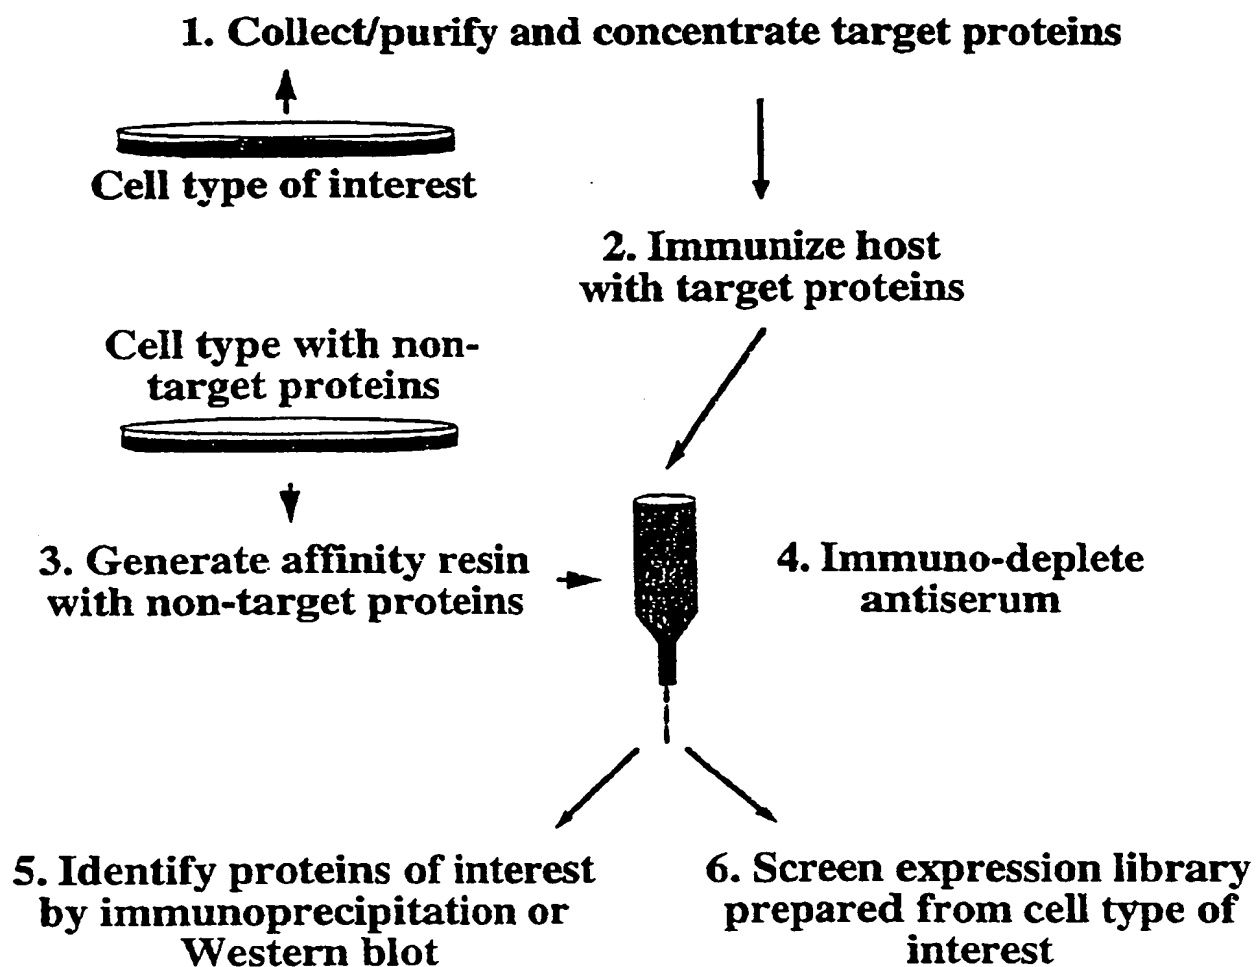 1. Collect/purify and concentrate target proteins
Cell type of interest
2. Immunize host
with target proteins
Cell type with non-
target proteins
3. Generate affinity resin
with non-target proteins
4. Immuno-deplete
antiserum
5. Identify proteins of interest
by immunoprecipitation or
Western blot
6. Screen expression library
prepared from cell type of
interest